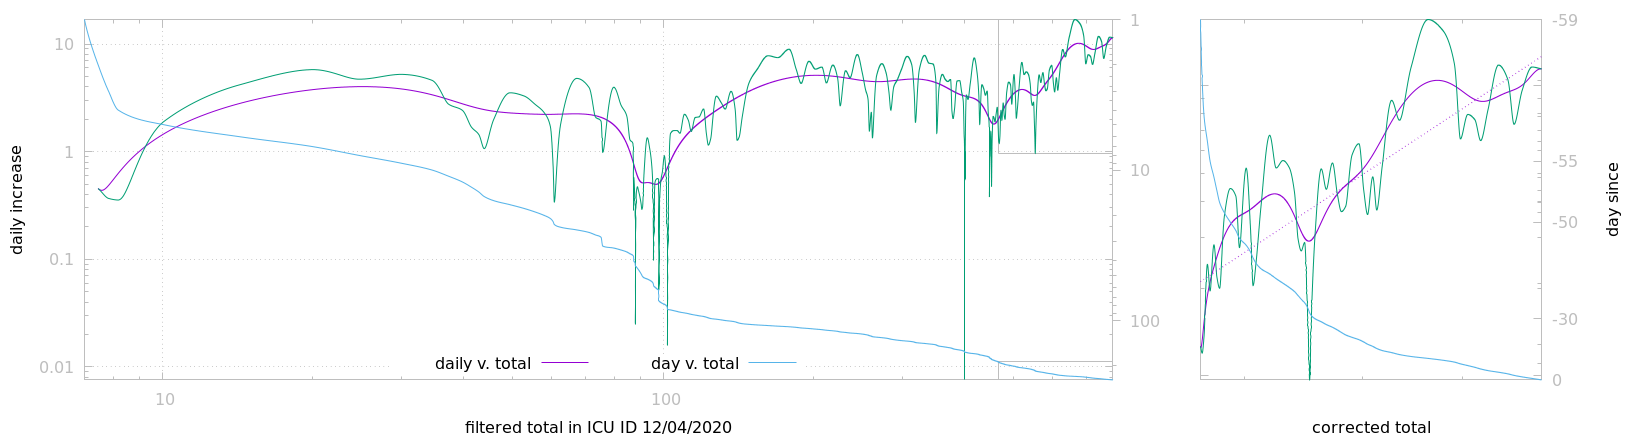 10
1
0.1
0.01
daily increase
10
100
filtered total in ICU ID 12/04/2020
daily v. total
day v. total
1
10
100
-59
-55
-50
-30
0
day since
corrected total